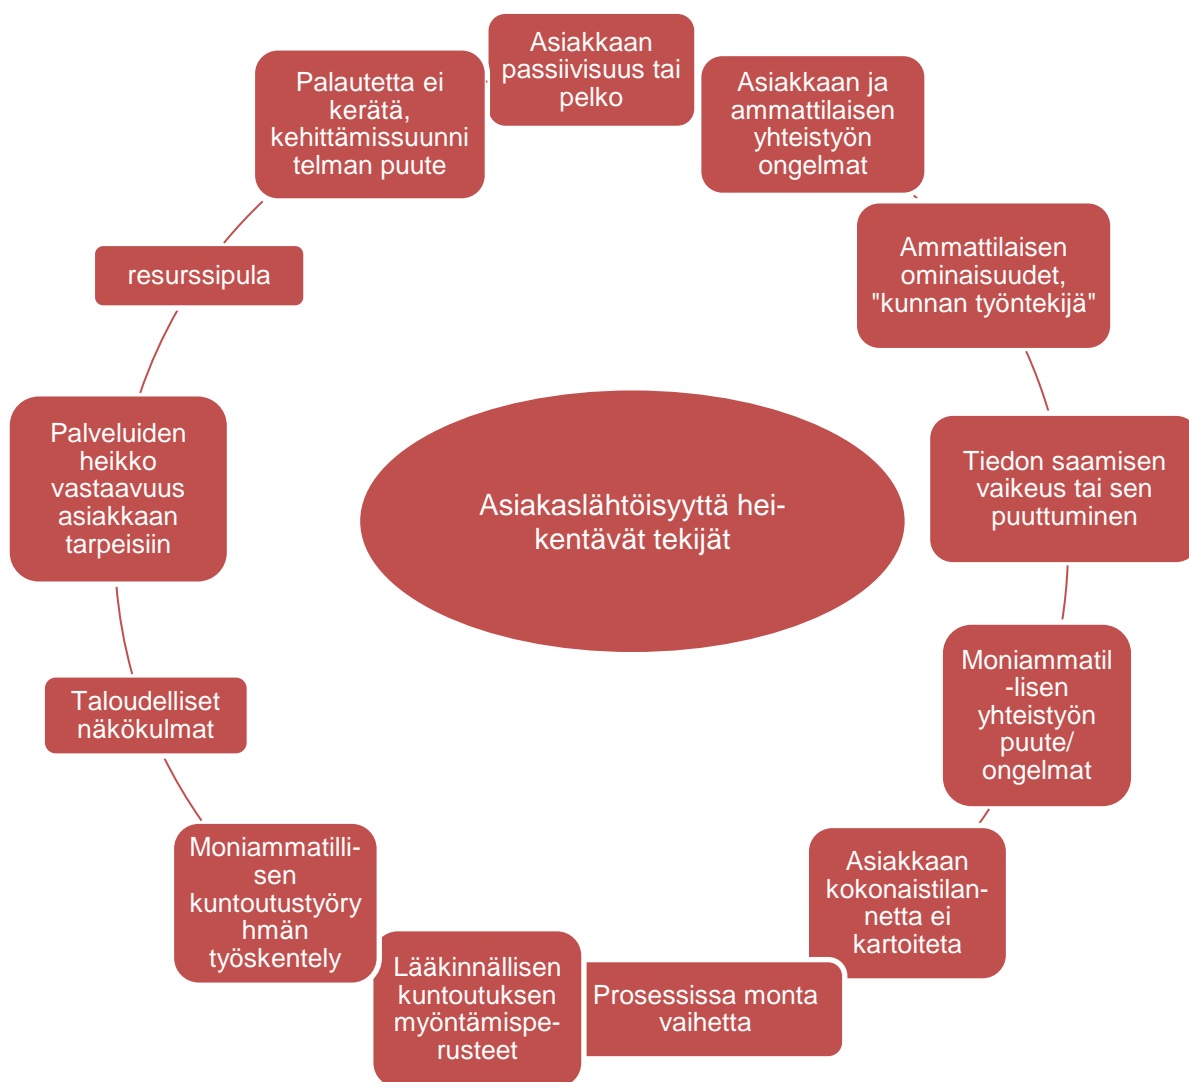 Asiakkaan
passiivisuus tai
pelko
Asiakkaan ja
ammattilaisen
yhteistyön
ongelmat
Ammattilaisen
ominaisuudet,
"kunnan työntekijä"
Tiedon saamisen
vaikeus tai sen
puuttuminen
Moniammatil
-lisen
yhteistyön
puute/
ongelmat
Asiakkaan
kokonaistilan-
netta ei
kartoiteta
Prosessissa monta
vaihetta
Lääkinnällisen
kuntoutuksen
myöntämispe-
rusteet
Moniammatilli-
sen
kuntoutustyöry
hmän
työskentely
Taloudelliset
näkökulmat
Palveluiden
heikko
vastaavuus
asiakkaan
tarpeisiin
resurssipula
Palautetta ei
kerätä,
kehittämissuunni
telman puute
Asiakaslähtöisyyttä hei-
kentävät tekijät